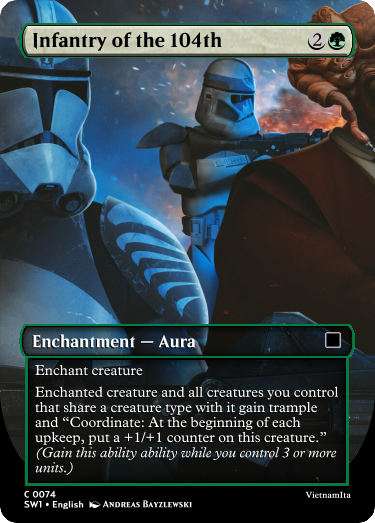 Infantry of the 104th 2
Enchantment — Aura
Enchant creature
Enchanted creature and all creatures you control
that share a creature type with it gain trample
and “Coordinate: At the beginning of each
upkeep, put a +1/+1 counter on this creature.”
(Gain this ability ability while you control 3 or more
units.)
C 0074
SW1 • English ANDREAS BAYZLEWSKI
VietnamIta